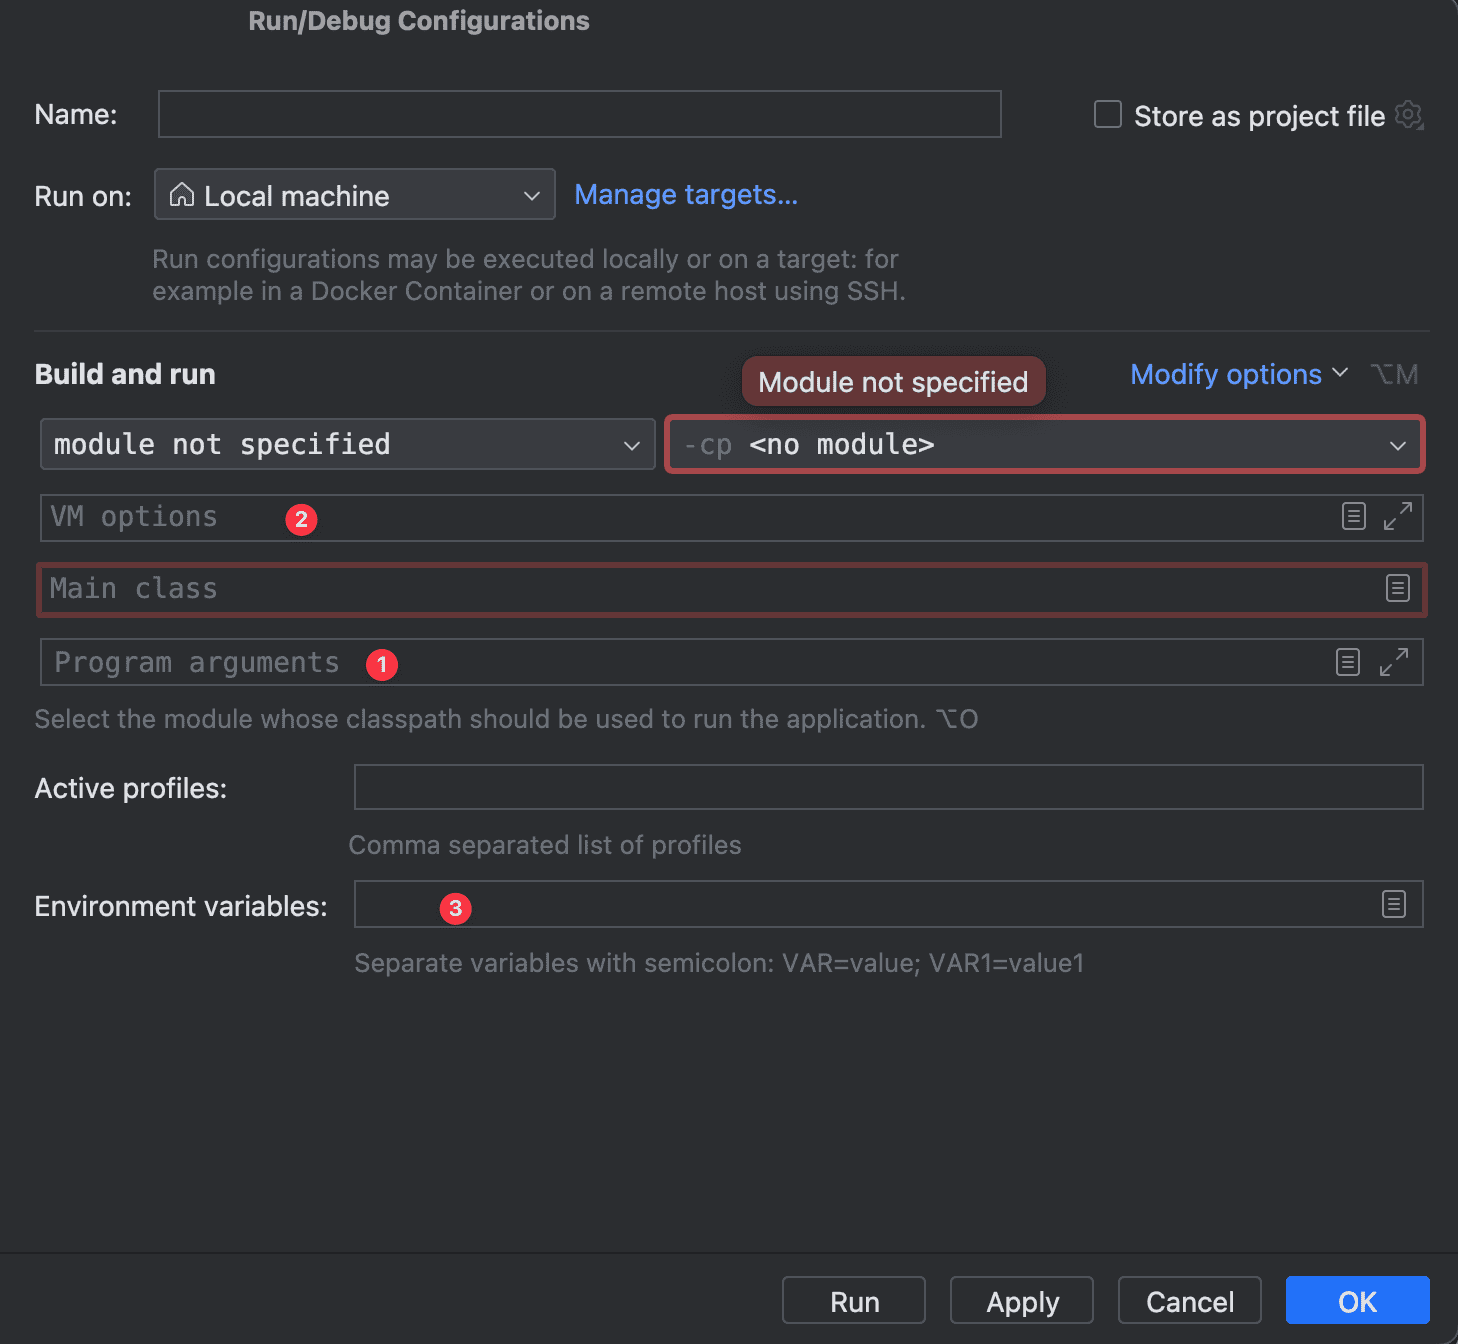 Run/Debug Configurations
Name:
Store as project file
Run on:
Local machine
Manage targets...
Run configurations may be executed locally or on a target: for
example in a Docker Container or on a remote host using SSH.
Build and run
Module not specified
Modify options
⌥M
module not specified
-cp <no module>
VM options
2
Main class
Program arguments
1
Select the module whose classpath should be used to run the application. ⌥O
Active profiles:
Comma separated list of profiles
Environment variables:
3
Separate variables with semicolon: VAR=value; VAR1=value1
Run
Apply
Cancel
OK